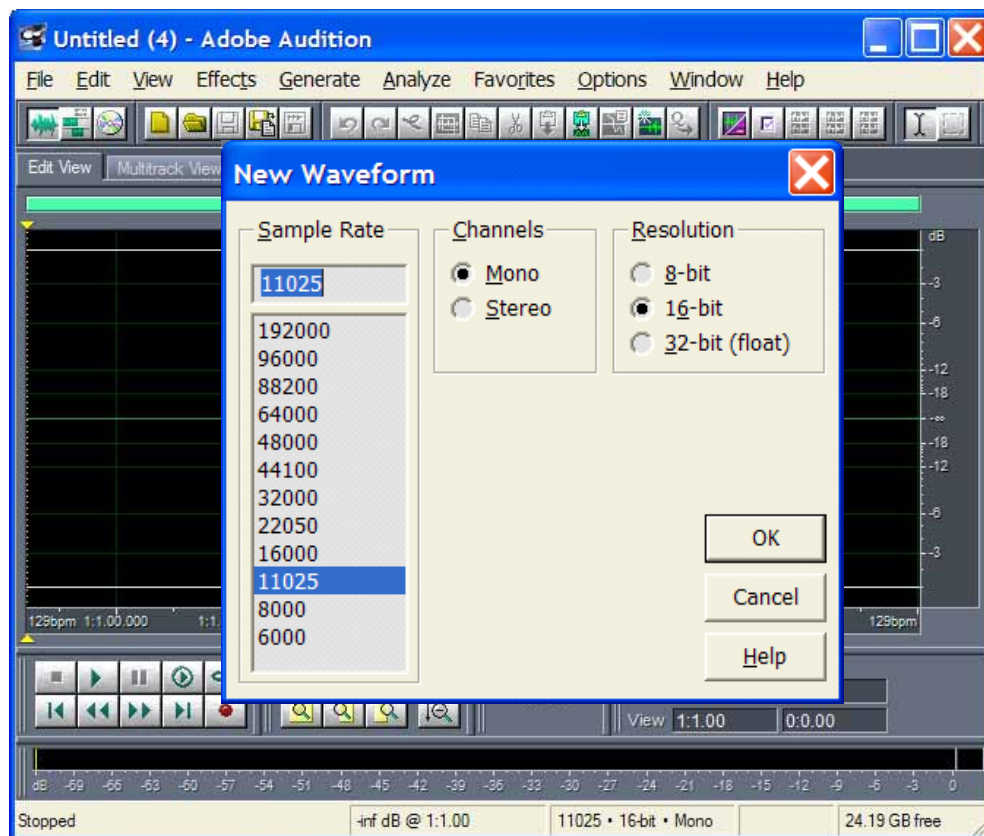 Untitled (4) - Adobe Audition
File Edit View Effects Generate Analyze Favorites Options Window Help
Edit View Multitrack View
New Waveform
Sample Rate
11025
192000
96000
88200
64000
48000
44100
32000
22050
16000
11025
8000
6000
Channels
Mono
Stereo
Resolution
8-bit
16-bit
32-bit (float)
OK
Cancel
Help
dB
-3
-6
-12
-18
-∞
-18
-12
-6
-3
129bpm 1:1.00.000 1:1. 129bpm
View 1:1.00 0:0.00
dB -69 -66 -63 -60 -57 -54 -51 -48 -45 -42 -39 -36 -33 -30 -27 -24 -21 -18 -15 -12 -9 -6 -3 0
Stopped -inf dB @ 1:1.00 11025 • 16-bit • Mono 24.19 GB free